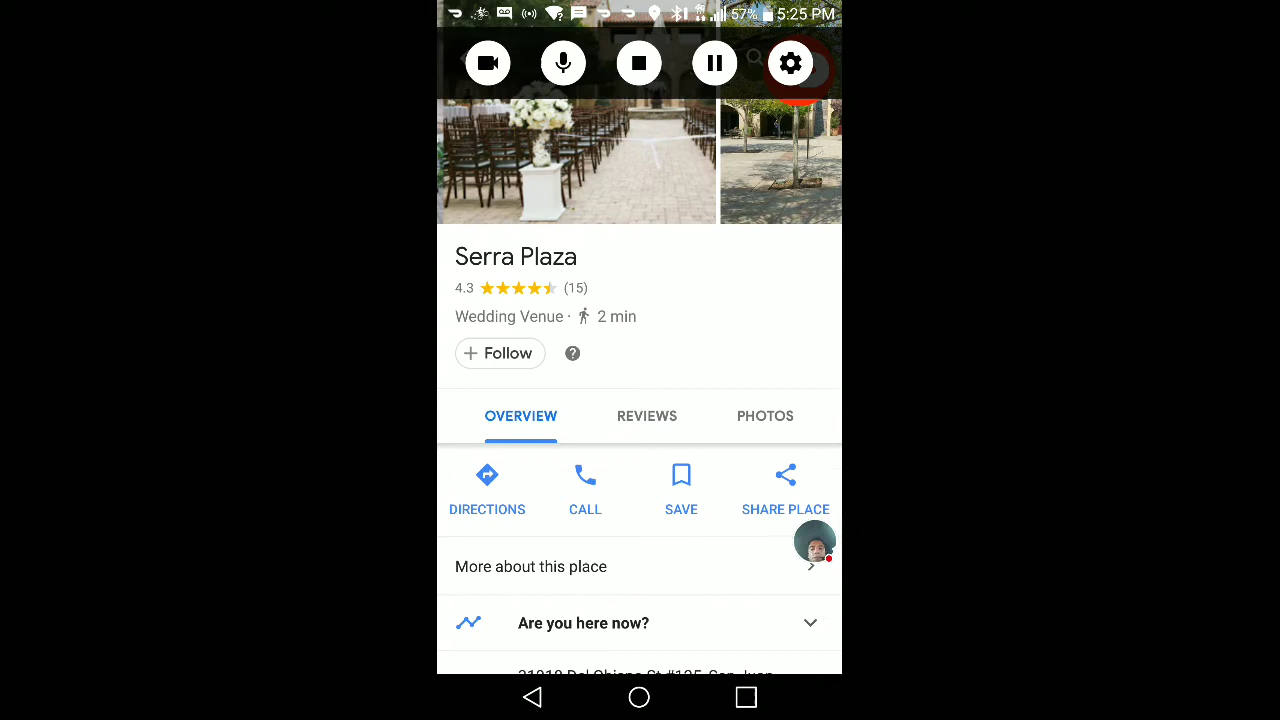 57% 5:25 PM
Serra Plaza
4.3 (15)
Wedding Venue · 2 min
+ Follow
OVERVIEW REVIEWS PHOTOS
DIRECTIONS CALL SAVE SHARE PLACE
More about this place
Are you here now?